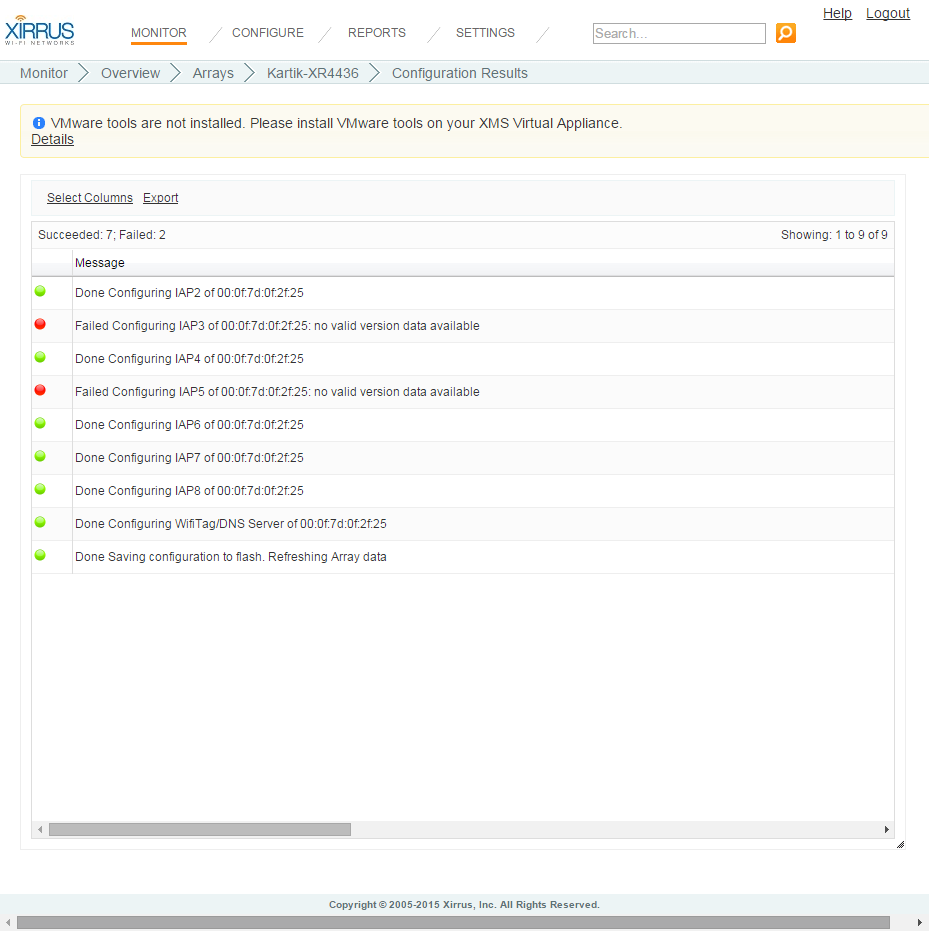 Help Logout
XIRRUS
WI-FI NETWORKS
MONITOR CONFIGURE REPORTS SETTINGS Search...
Monitor Overview Arrays Kartik-XR4436 Configuration Results
VMware tools are not installed. Please install VMware tools on your XMS Virtual Appliance.
Details
Select Columns Export
Succeeded: 7; Failed: 2 Showing: 1 to 9 of 9
Message
Done Configuring IAP2 of 00:0f:7d:0f:2f:25
Failed Configuring IAP3 of 00:0f:7d:0f:2f:25: no valid version data available
Done Configuring IAP4 of 00:0f:7d:0f:2f:25
Failed Configuring IAP5 of 00:0f:7d:0f:2f:25: no valid version data available
Done Configuring IAP6 of 00:0f:7d:0f:2f:25
Done Configuring IAP7 of 00:0f:7d:0f:2f:25
Done Configuring IAP8 of 00:0f:7d:0f:2f:25
Done Configuring WifiTag/DNS Server of 00:0f:7d:0f:2f:25
Done Saving configuration to flash. Refreshing Array data
Copyright © 2005-2015 Xirrus, Inc. All Rights Reserved.